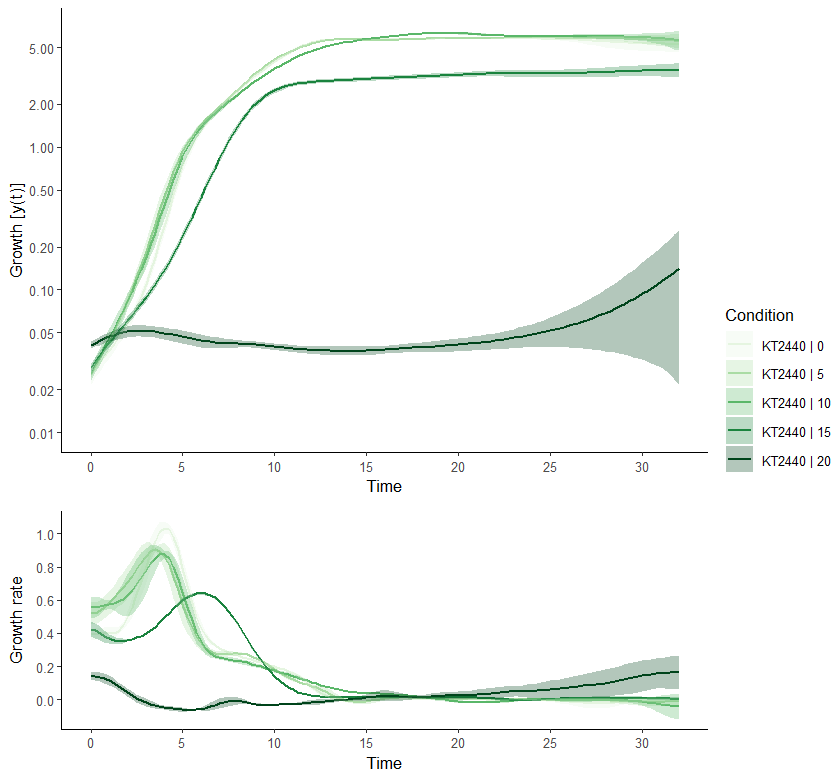 Growth [y(t)]
5.00
2.00
1.00
0.50
0.20
0.10
0.05
0.02
0.01
0 5 10 15 20 25 30
Time
Condition
KT2440 | 0
KT2440 | 5
KT2440 | 10
KT2440 | 15
KT2440 | 20
Growth rate
1.0
0.8
0.6
0.4
0.2
0.0
0 5 10 15 20 25 30
Time